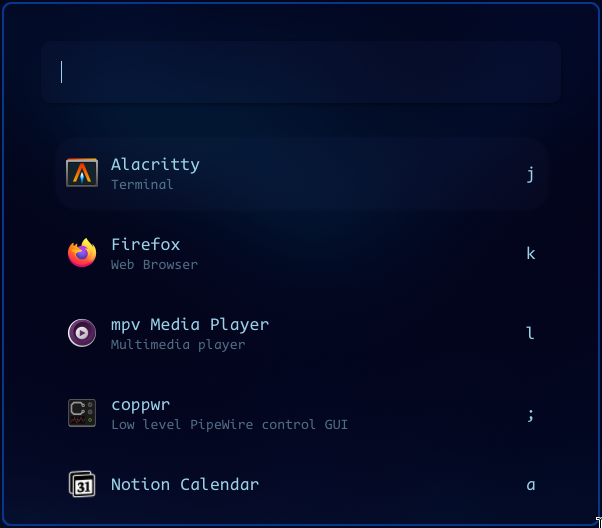 Alacritty
Terminal
j
Firefox
Web Browser
k
mpv Media Player
Multimedia player
l
coppwr
Low level PipeWire control GUI
;
31
Notion Calendar
a